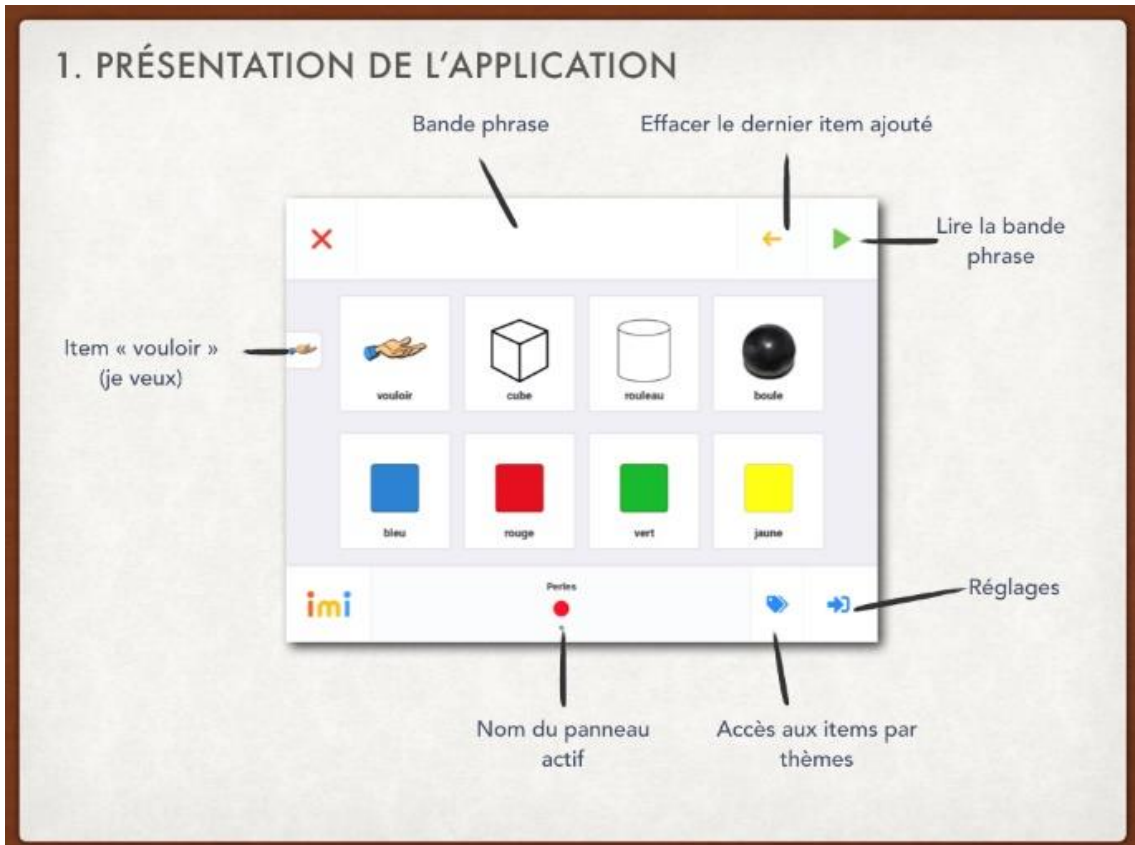 1. PRÉSENTATION DE L'APPLICATION
Bande phrase
Effacer le dernier item ajouté
Lire la bande
phrase
Item « vouloir »
(je veux)
vouloir
cube
rouleau
boule
bleu
rouge
vert
jaune
imi
Perles
Réglages
Nom du panneau
actif
Accès aux items par
thèmes